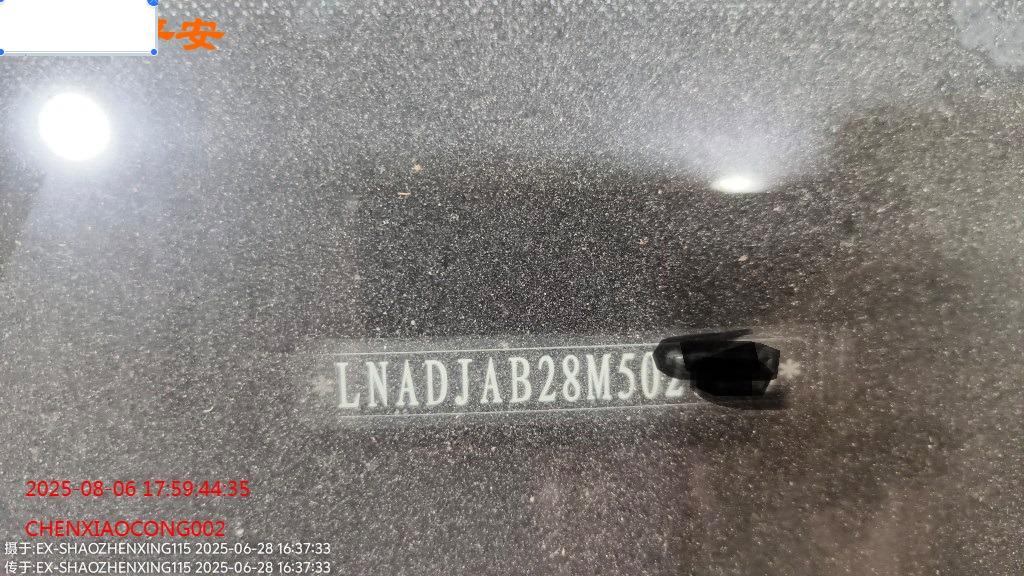 安
LNADJAB28M502
2025-08-06 17:59,44:35
CHENXIAOCONG002
摄于:EX-SHAOZHENXING115 2025-06-28 16:37:33
传于:EX-SHAOZHENXING115 2025-06-28 16:37:33